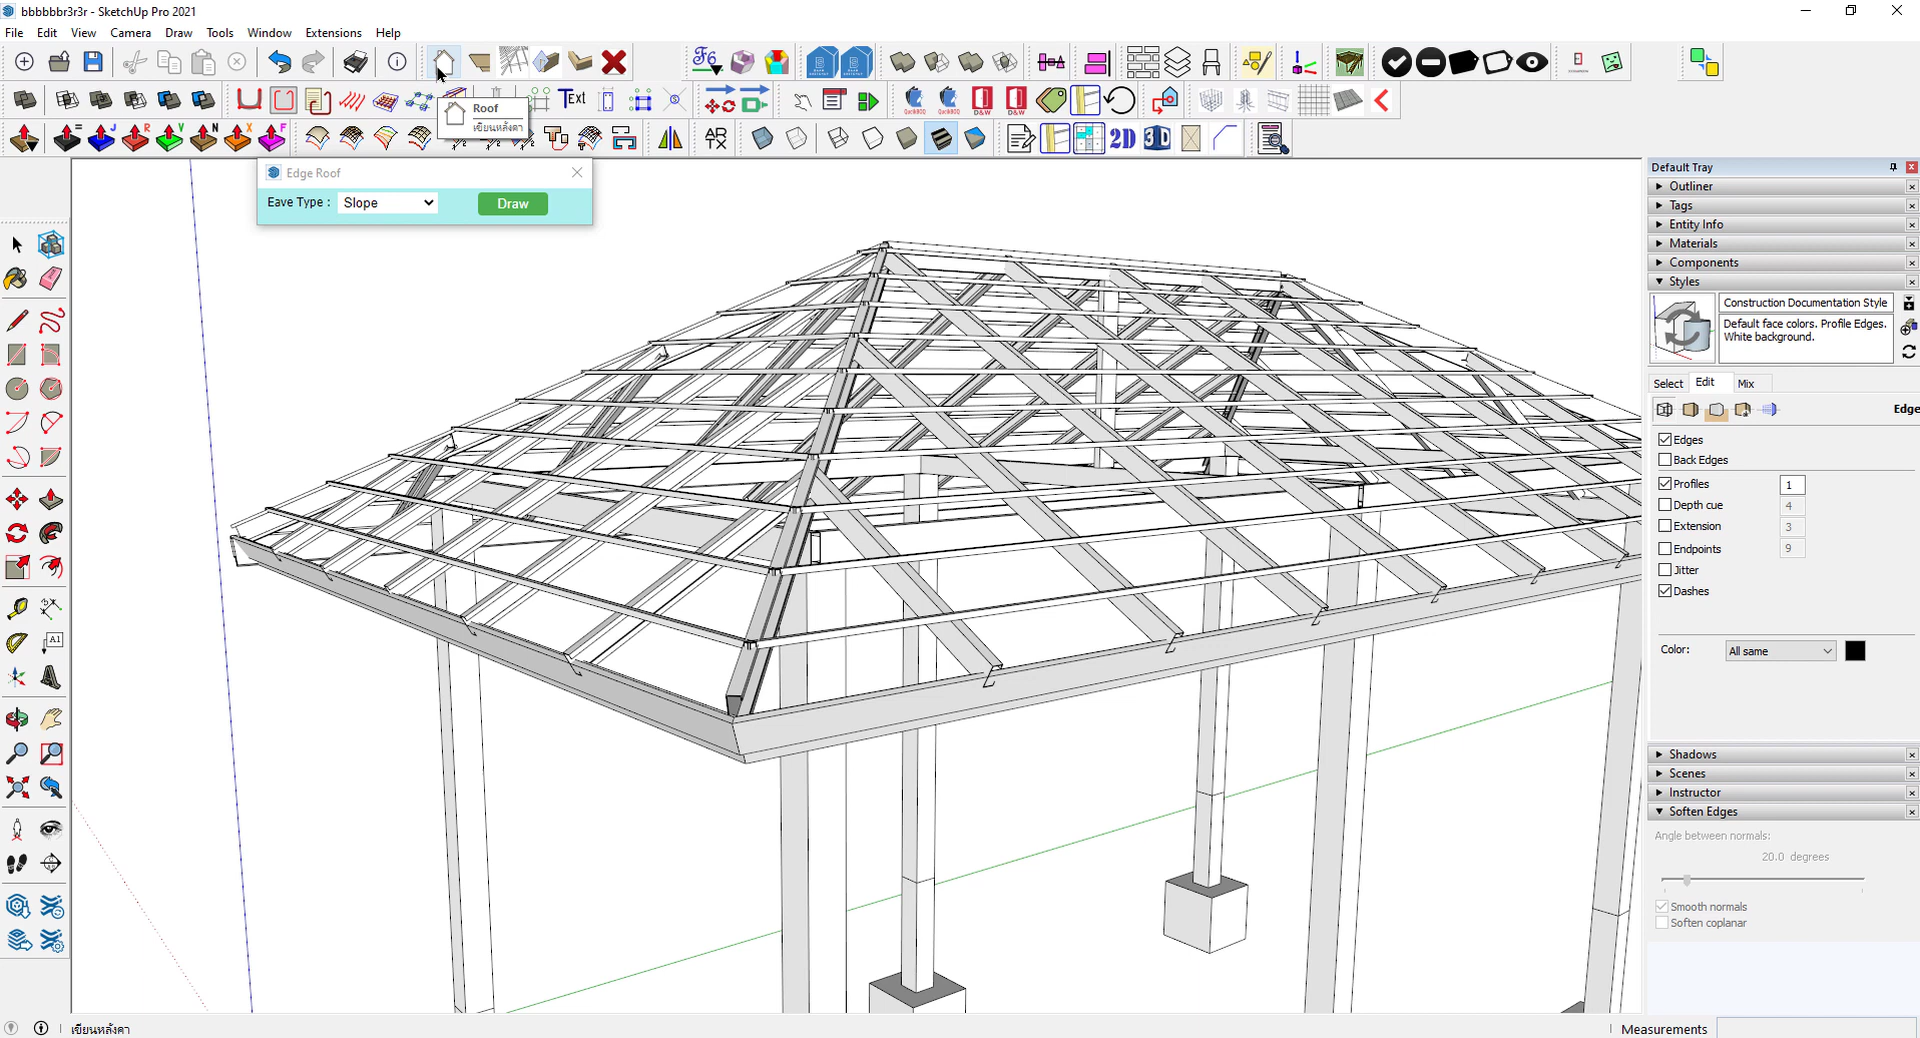 bbbbbbr3r3r - SketchUp Pro 2021
File Edit View Camera Draw Tools Window Extensions Help
Text
Roof
เขียนหลังคา
AR
TX
2D
3D
Edge Roof
Eave Type :
Slope
Draw
A1
Default Tray
Outliner
Tags
Entity Info
Materials
Components
Styles
Construction Documentation Style
Default face colors. Profile Edges.
White background.
Select Edit Mix
Edge
Edges
Back Edges
Profiles 1
Depth cue 4
Extension 3
Endpoints 9
Jitter
Dashes
Color: All same
Shadows
Scenes
Instructor
Soften Edges
Angle between normals:
20.0 degrees
Smooth normals
Soften coplanar
เขียนหลังคา
Measurements